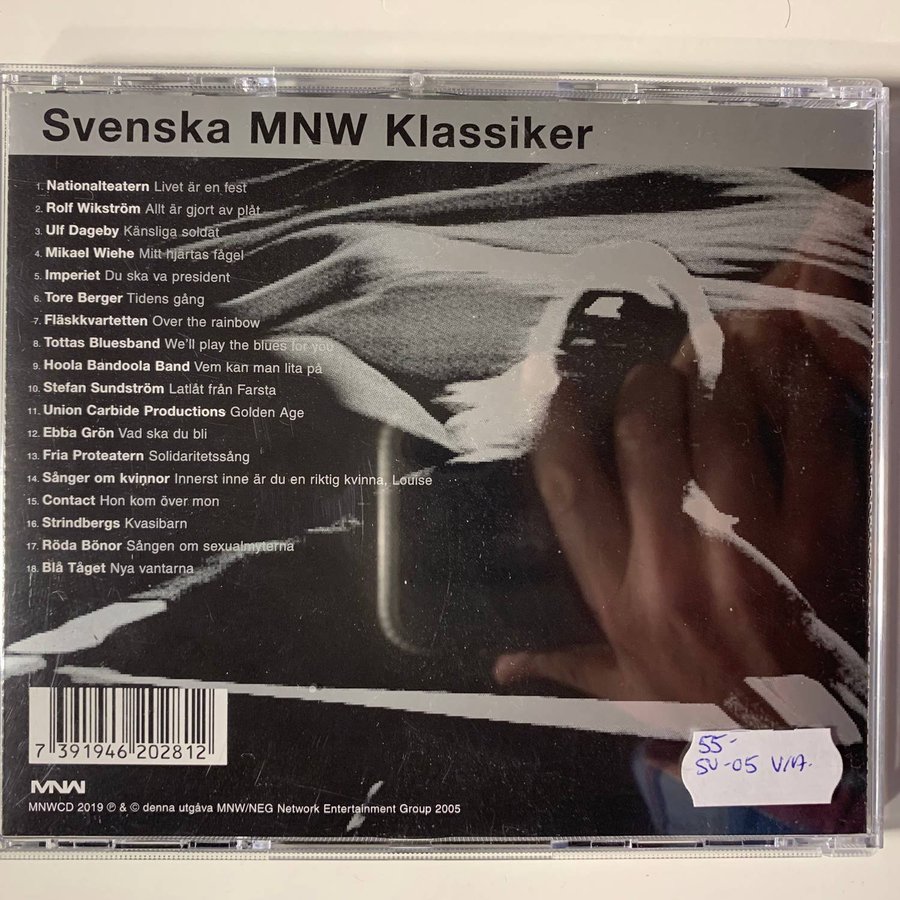 Svenska MNW Klassiker
1. Nationalteatern Livet är en fest
2. Rolf Wikström Allt är gjort av plåt
3. Ulf Dageby Känsliga soldat
4. Mikael Wiehe Mitt hjärtas fågel
5. Imperiet Du ska va president
6. Tore Berger Tidens gång
7. Fläskkvartetten Over the rainbow
8. Tottas Bluesband We'll play the blues for you
9. Hoola Bandoola Band Vem kan man lita på
10. Stefan Sundström Latlåt från Farsta
11. Union Carbide Productions Golden Age
12. Ebba Grön Vad ska du bli
13. Fria Proteatern Solidaritetssång
14. Sånger om kvinnor Innerst inne är du en riktig kvinna, Louise
15. Contact Hon kom över mon
16. Strindbergs Kvasibarn
17. Röda Bönor Sången om sexualmyterna
18. Blå Tåget Nya vantarna
7 391946 202812
MNW
MNWCD 2019 ℗ & © denna utgåva MNW/NEG Network Entertainment Group 2005
55-
SV-05 V/A.